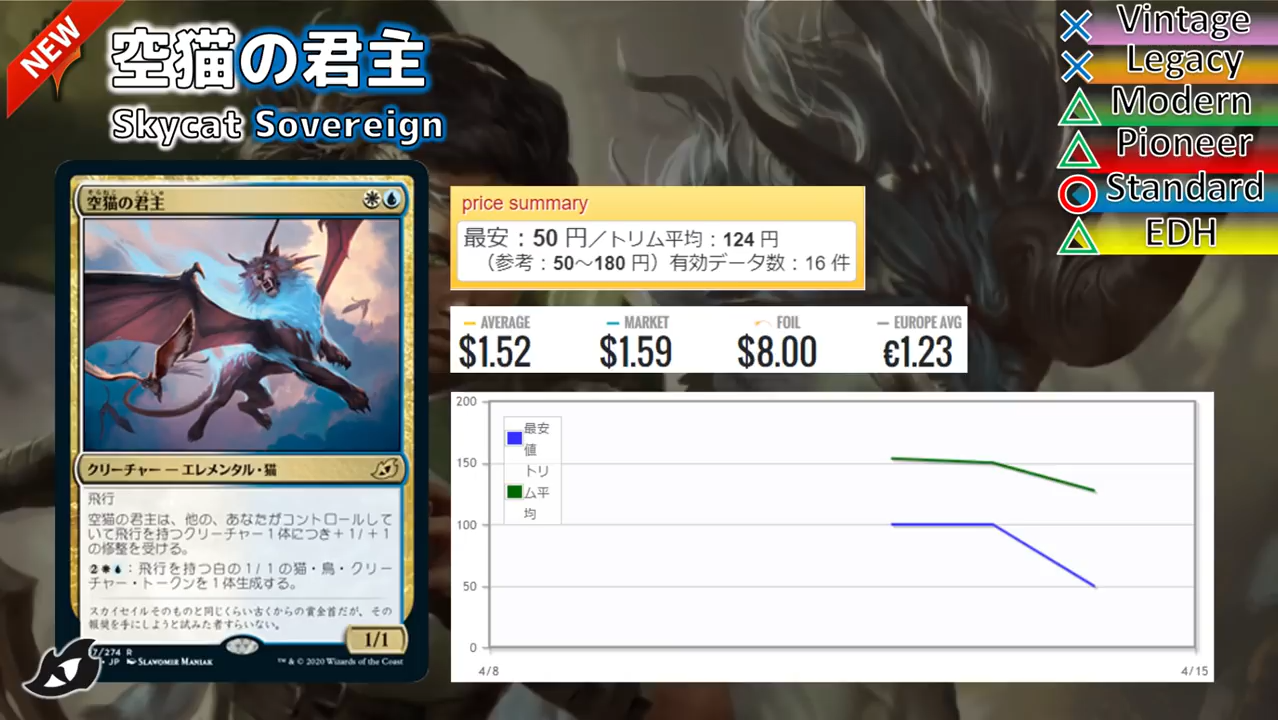 NEW
空猫の君主
Skycat Sovereign
Vintage
Legacy
Modern
Pioneer
Standard
EDH
そらねこ くんしゅ
空猫の君主
クリーチャー — エレメンタル・猫
飛行
空猫の君主は、他の、あなたがコントロールして
いて飛行を持つクリーチャー1体につき+1/+1
の修整を受ける。
2:飛行を持つ白の1/1の猫・鳥・クリー
チャー・トークンを1体生成する。
スカイセイルそのものと同じくらい古くからの賞金首だが、その
報奨を手にしようと試みた者すらいない。
1/1
7/274 R
JP SLAWOMIR MANIAK
™ & © 2020 Wizards of the Coast
price summary
最安:50 円/トリム平均:124 円
(参考:50~180 円)有効データ数:16 件
AVERAGE MARKET FOIL EUROPE AVG
$1.52 $1.59 $8.00 €1.23
200
150
100
50
0
最安
値
トリ
ム平
均
4/8 4/15